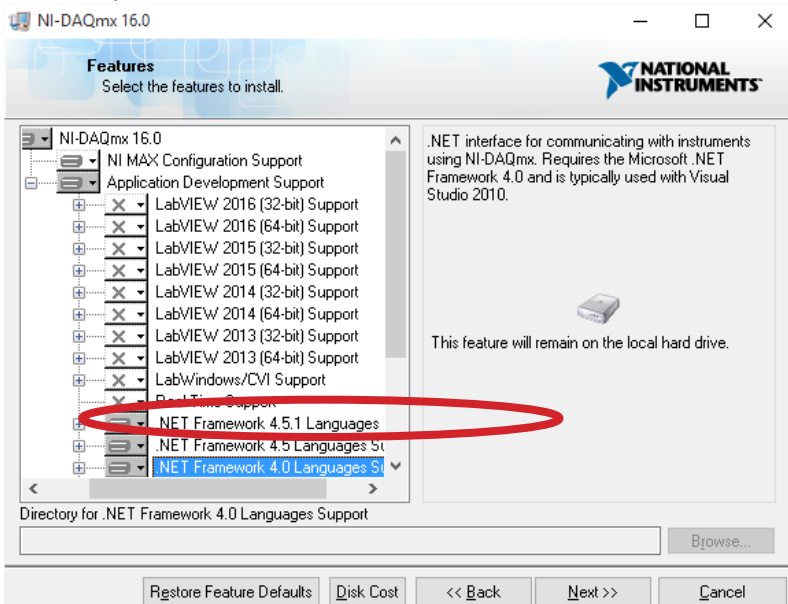 NI-DAQmx 16.0
Features
Select the features to install.
NATIONAL
INSTRUMENTS
NI-DAQmx 16.0
NI MAX Configuration Support
Application Development Support
LabVIEW 2016 (32-bit) Support
LabVIEW 2016 (64-bit) Support
LabVIEW 2015 (32-bit) Support
LabVIEW 2015 (64-bit) Support
LabVIEW 2014 (32-bit) Support
LabVIEW 2014 (64-bit) Support
LabVIEW 2013 (32-bit) Support
LabVIEW 2013 (64-bit) Support
LabWindows/CVI Support
Real-Time Support
.NET Framework 4.5.1 Languages
.NET Framework 4.5 Languages Su
.NET Framework 4.0 Languages Su
.NET interface for communicating with instruments
using NI-DAQmx. Requires the Microsoft .NET
Framework 4.0 and is typically used with Visual
Studio 2010.
This feature will remain on the local hard drive.
Directory for .NET Framework 4.0 Languages Support
Browse...
Restore Feature Defaults
Disk Cost
<< Back
Next >>
Cancel